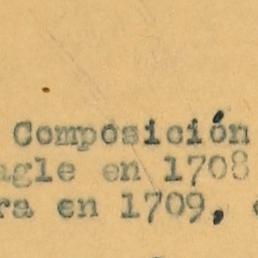 Composición
agle en 1708
ra en 1709,